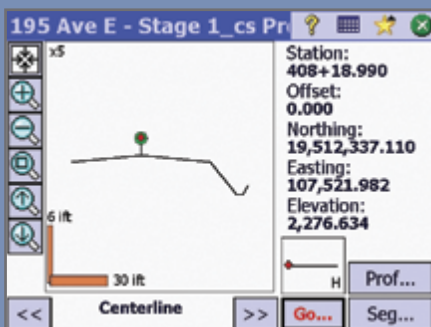 195 Ave E - Stage 1_cs Pr
x5
6 ift
30 ift
Station:
408+18.990
Offset:
0.000
Northing:
19,512,337.110
Easting:
107,521.982
Elevation:
2,276.634
H
Prof...
<<
Centerline
>>
Go...
Seg...